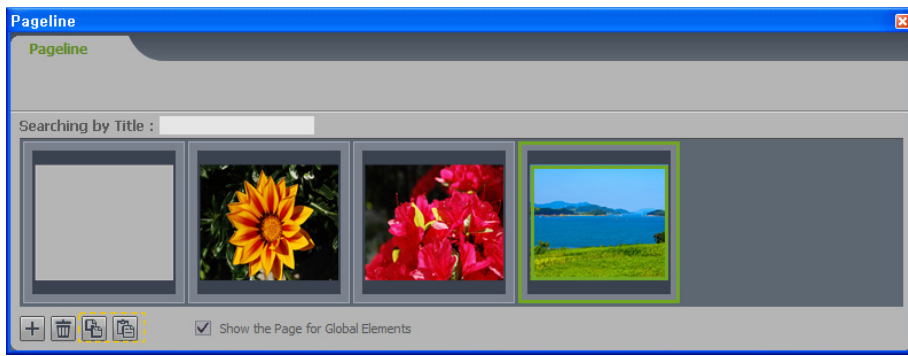 Pageline
Pageline
Searching by Title :
Show the Page for Global Elements